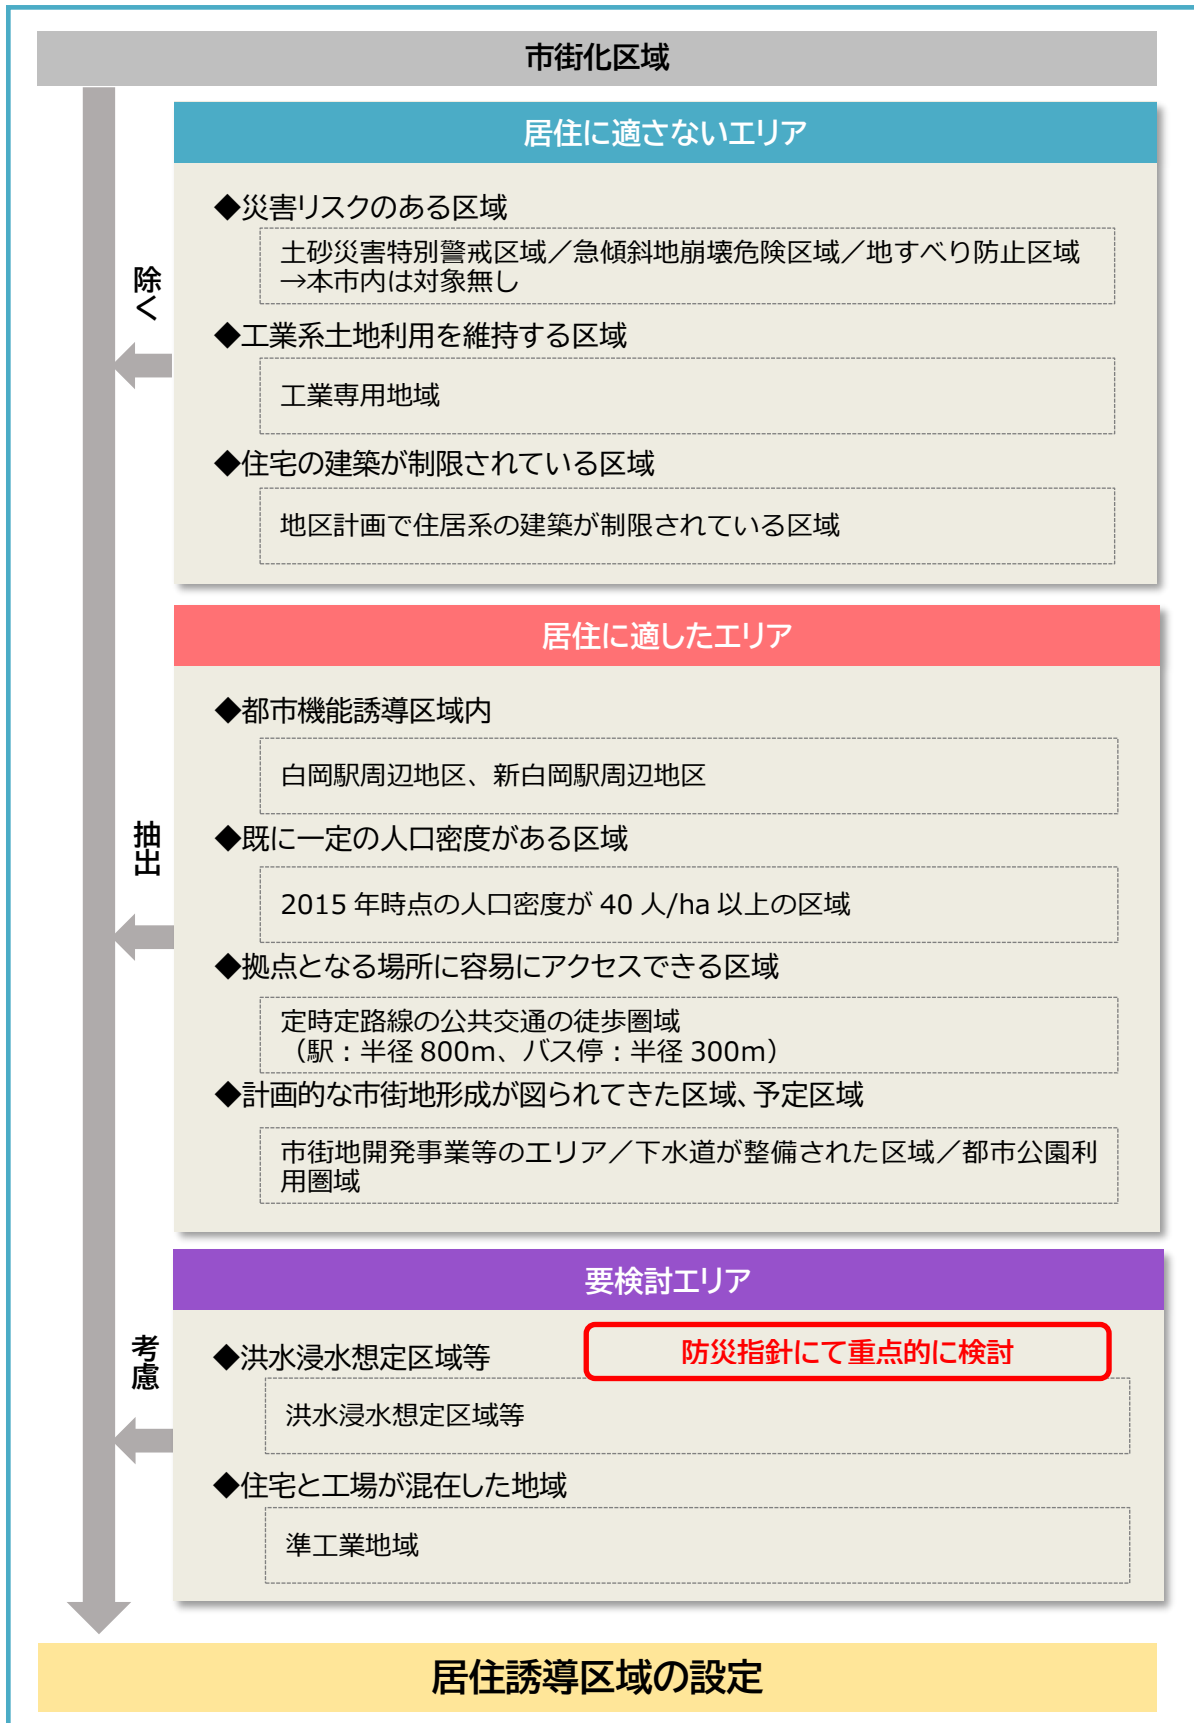 市街化区域
居住に適さないエリア
◆災害リスクのある区域
土砂災害特別警戒区域／急傾斜地崩壊危険区域／地すべり防止区域
→本市内は対象無し
除く
◆工業系土地利用を維持する区域
工業専用地域
◆住宅の建築が制限されている区域
地区計画で住居系の建築が制限されている区域
居住に適したエリア
◆都市機能誘導区域内
白岡駅周辺地区、新白岡駅周辺地区
抽出
◆既に一定の人口密度がある区域
2015 年時点の人口密度が 40 人/ha 以上の区域
◆拠点となる場所に容易にアクセスできる区域
定時定路線の公共交通の徒歩圏域
（駅：半径 800m、バス停：半径 300m）
◆計画的な市街地形成が図られてきた区域、予定区域
市街地開発事業等のエリア／下水道が整備された区域／都市公園利
用圏域
要検討エリア
考慮
◆洪水浸水想定区域等
防災指針にて重点的に検討
洪水浸水想定区域等
◆住宅と工場が混在した地域
準工業地域
居住誘導区域の設定